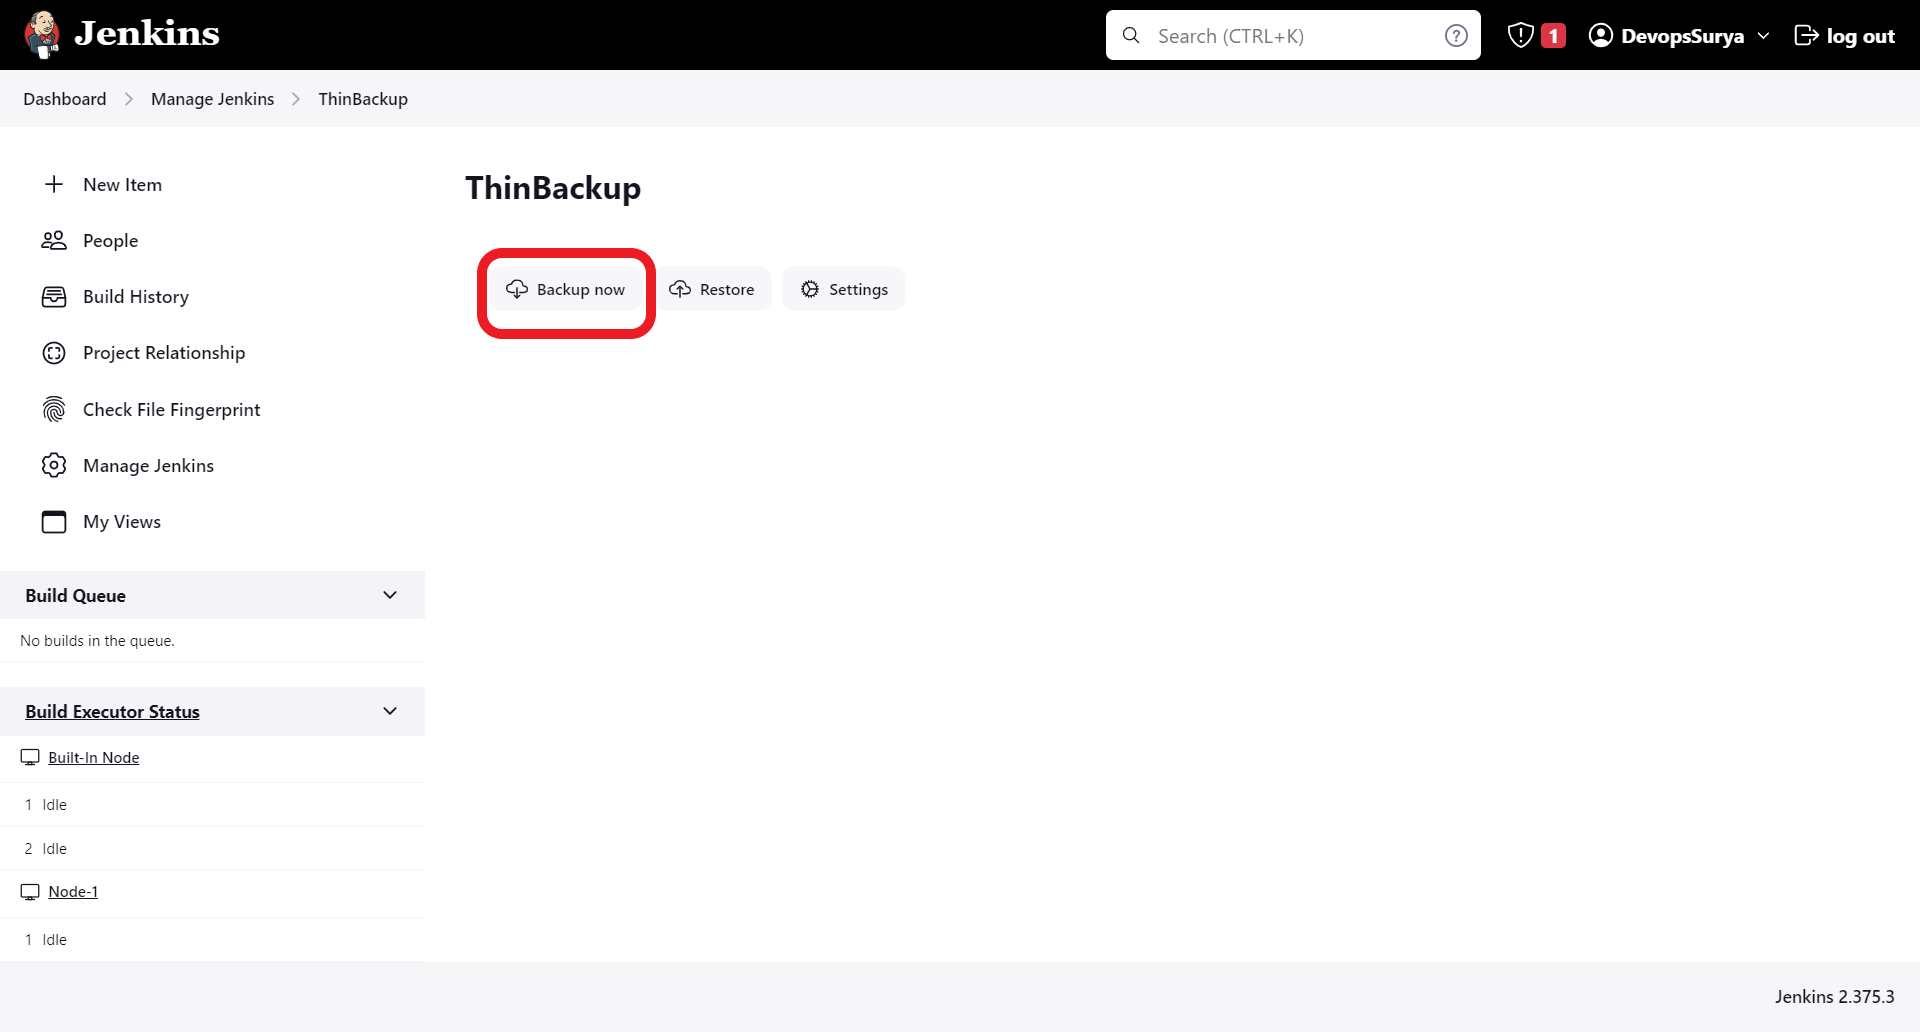 Jenkins
Search (CTRL+K)
?
1
DevopsSurya
log out
Dashboard
Manage Jenkins
ThinBackup
New Item
People
Build History
Project Relationship
Check File Fingerprint
Manage Jenkins
My Views
ThinBackup
Backup now
Restore
Settings
Build Queue
No builds in the queue.
Build Executor Status
Built-In Node
1 Idle
2 Idle
Node-1
1 Idle
Jenkins 2.375.3